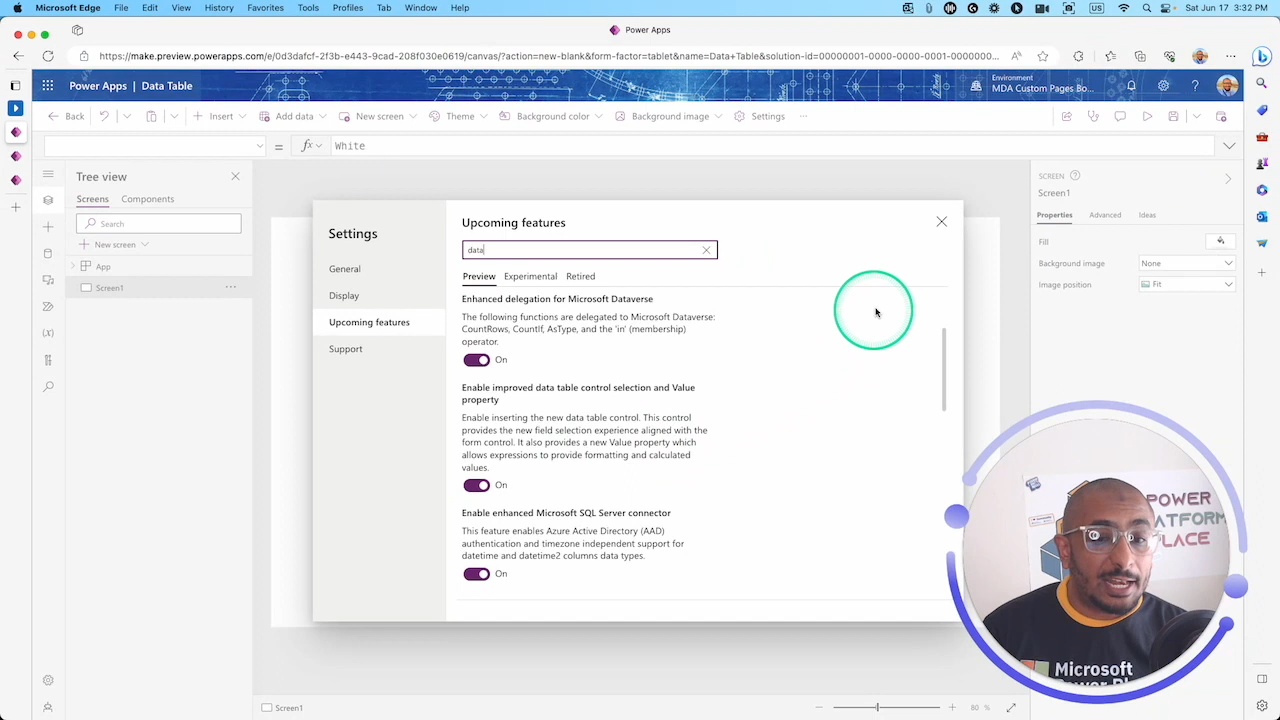 Microsoft Edge File Edit View History Favorites Tools Profiles Tab Window Help US Sat Jun 17 3:32 PM
Power Apps
https://make.preview.powerapps.com/e/0d3dafcf-2f3b-e443-9cad-208f030e0619/canvas/?action=new-blank&form-factor=tablet&name=Data+Table&solution-id=00000001-0000-0000-0001-0000000...
Power Apps | Data Table
Environment
MDA Custom Pages Bo...
Back Insert Add data New screen Theme Background color Background image Settings ...
= fx White
Tree view
Screens Components
Search
New screen
App
Screen1 ...
Settings
General
Display
Upcoming features
Support
Upcoming features
data
Preview Experimental Retired
Enhanced delegation for Microsoft Dataverse
The following functions are delegated to Microsoft Dataverse:
CountRows, CountIf, AsType, and the 'in' (membership)
operator.
On
Enable improved data table control selection and Value
property
Enable inserting the new data table control. This control
provides the new field selection experience aligned with the
form control. It also provides a new Value property which
allows expressions to provide formatting and calculated
values.
On
Enable enhanced Microsoft SQL Server connector
This feature enables Azure Active Directory (AAD)
authentication and timezone independent support for
datetime and datetime2 columns data types.
On
SCREEN
Screen1
Properties Advanced Ideas
Fill
Background image None
Image position Fit
POWER
PLATFORM
PLACE
Microsoft
Screen1
80 %